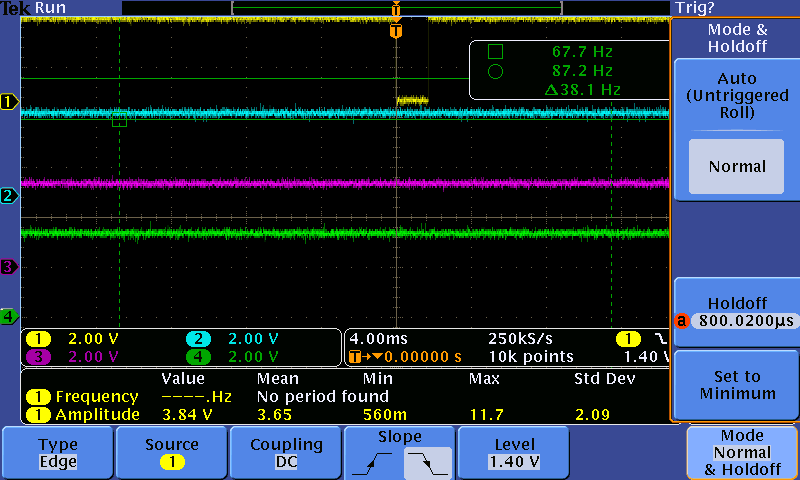 Tek Run Trig?
T
T
67.7 Hz
87.2 Hz
Δ38.1 Hz
1
2
3
4
Mode &
Holdoff
Auto
(Untriggered
Roll)
Normal
Holdoff
a 800.0200µs
Set to
Minimum
1 2.00 V 2 2.00 V
3 2.00 V 4 2.00 V
4.00ms 250kS/s 1
T→▼0.00000 s 10k points 1.40 V
Value Mean Min Max Std Dev
1 Frequency ----.Hz No period found
1 Amplitude 3.84 V 3.65 560m 11.7 2.09
Type
Edge
Source
1
Coupling
DC
Slope
Level
1.40 V
Mode
Normal
& Holdoff